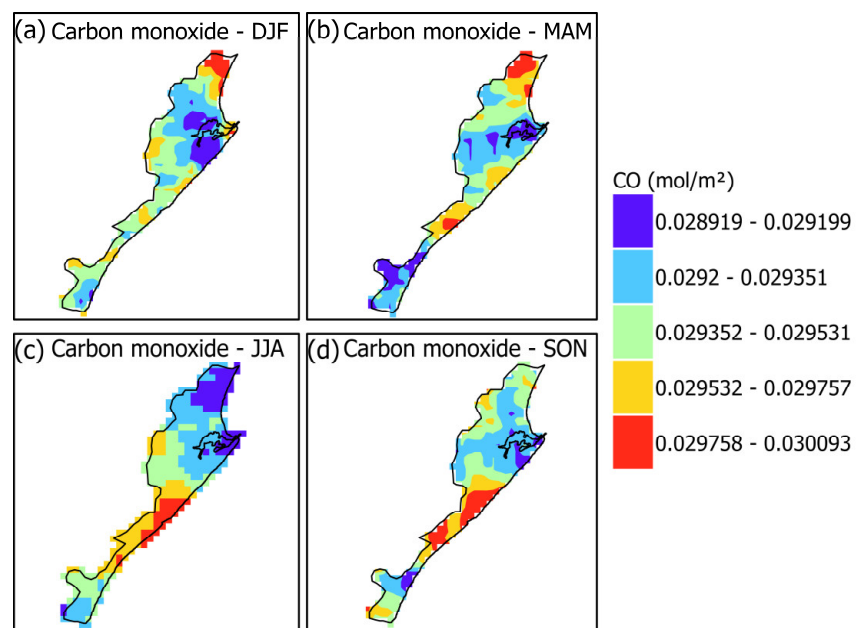 (a) Carbon monoxide - DJF
(b) Carbon monoxide - MAM
(c) Carbon monoxide - JJA
(d) Carbon monoxide - SON
CO (mol/m²)
0.028919 - 0.029199
0.0292 - 0.029351
0.029352 - 0.029531
0.029532 - 0.029757
0.029758 - 0.030093